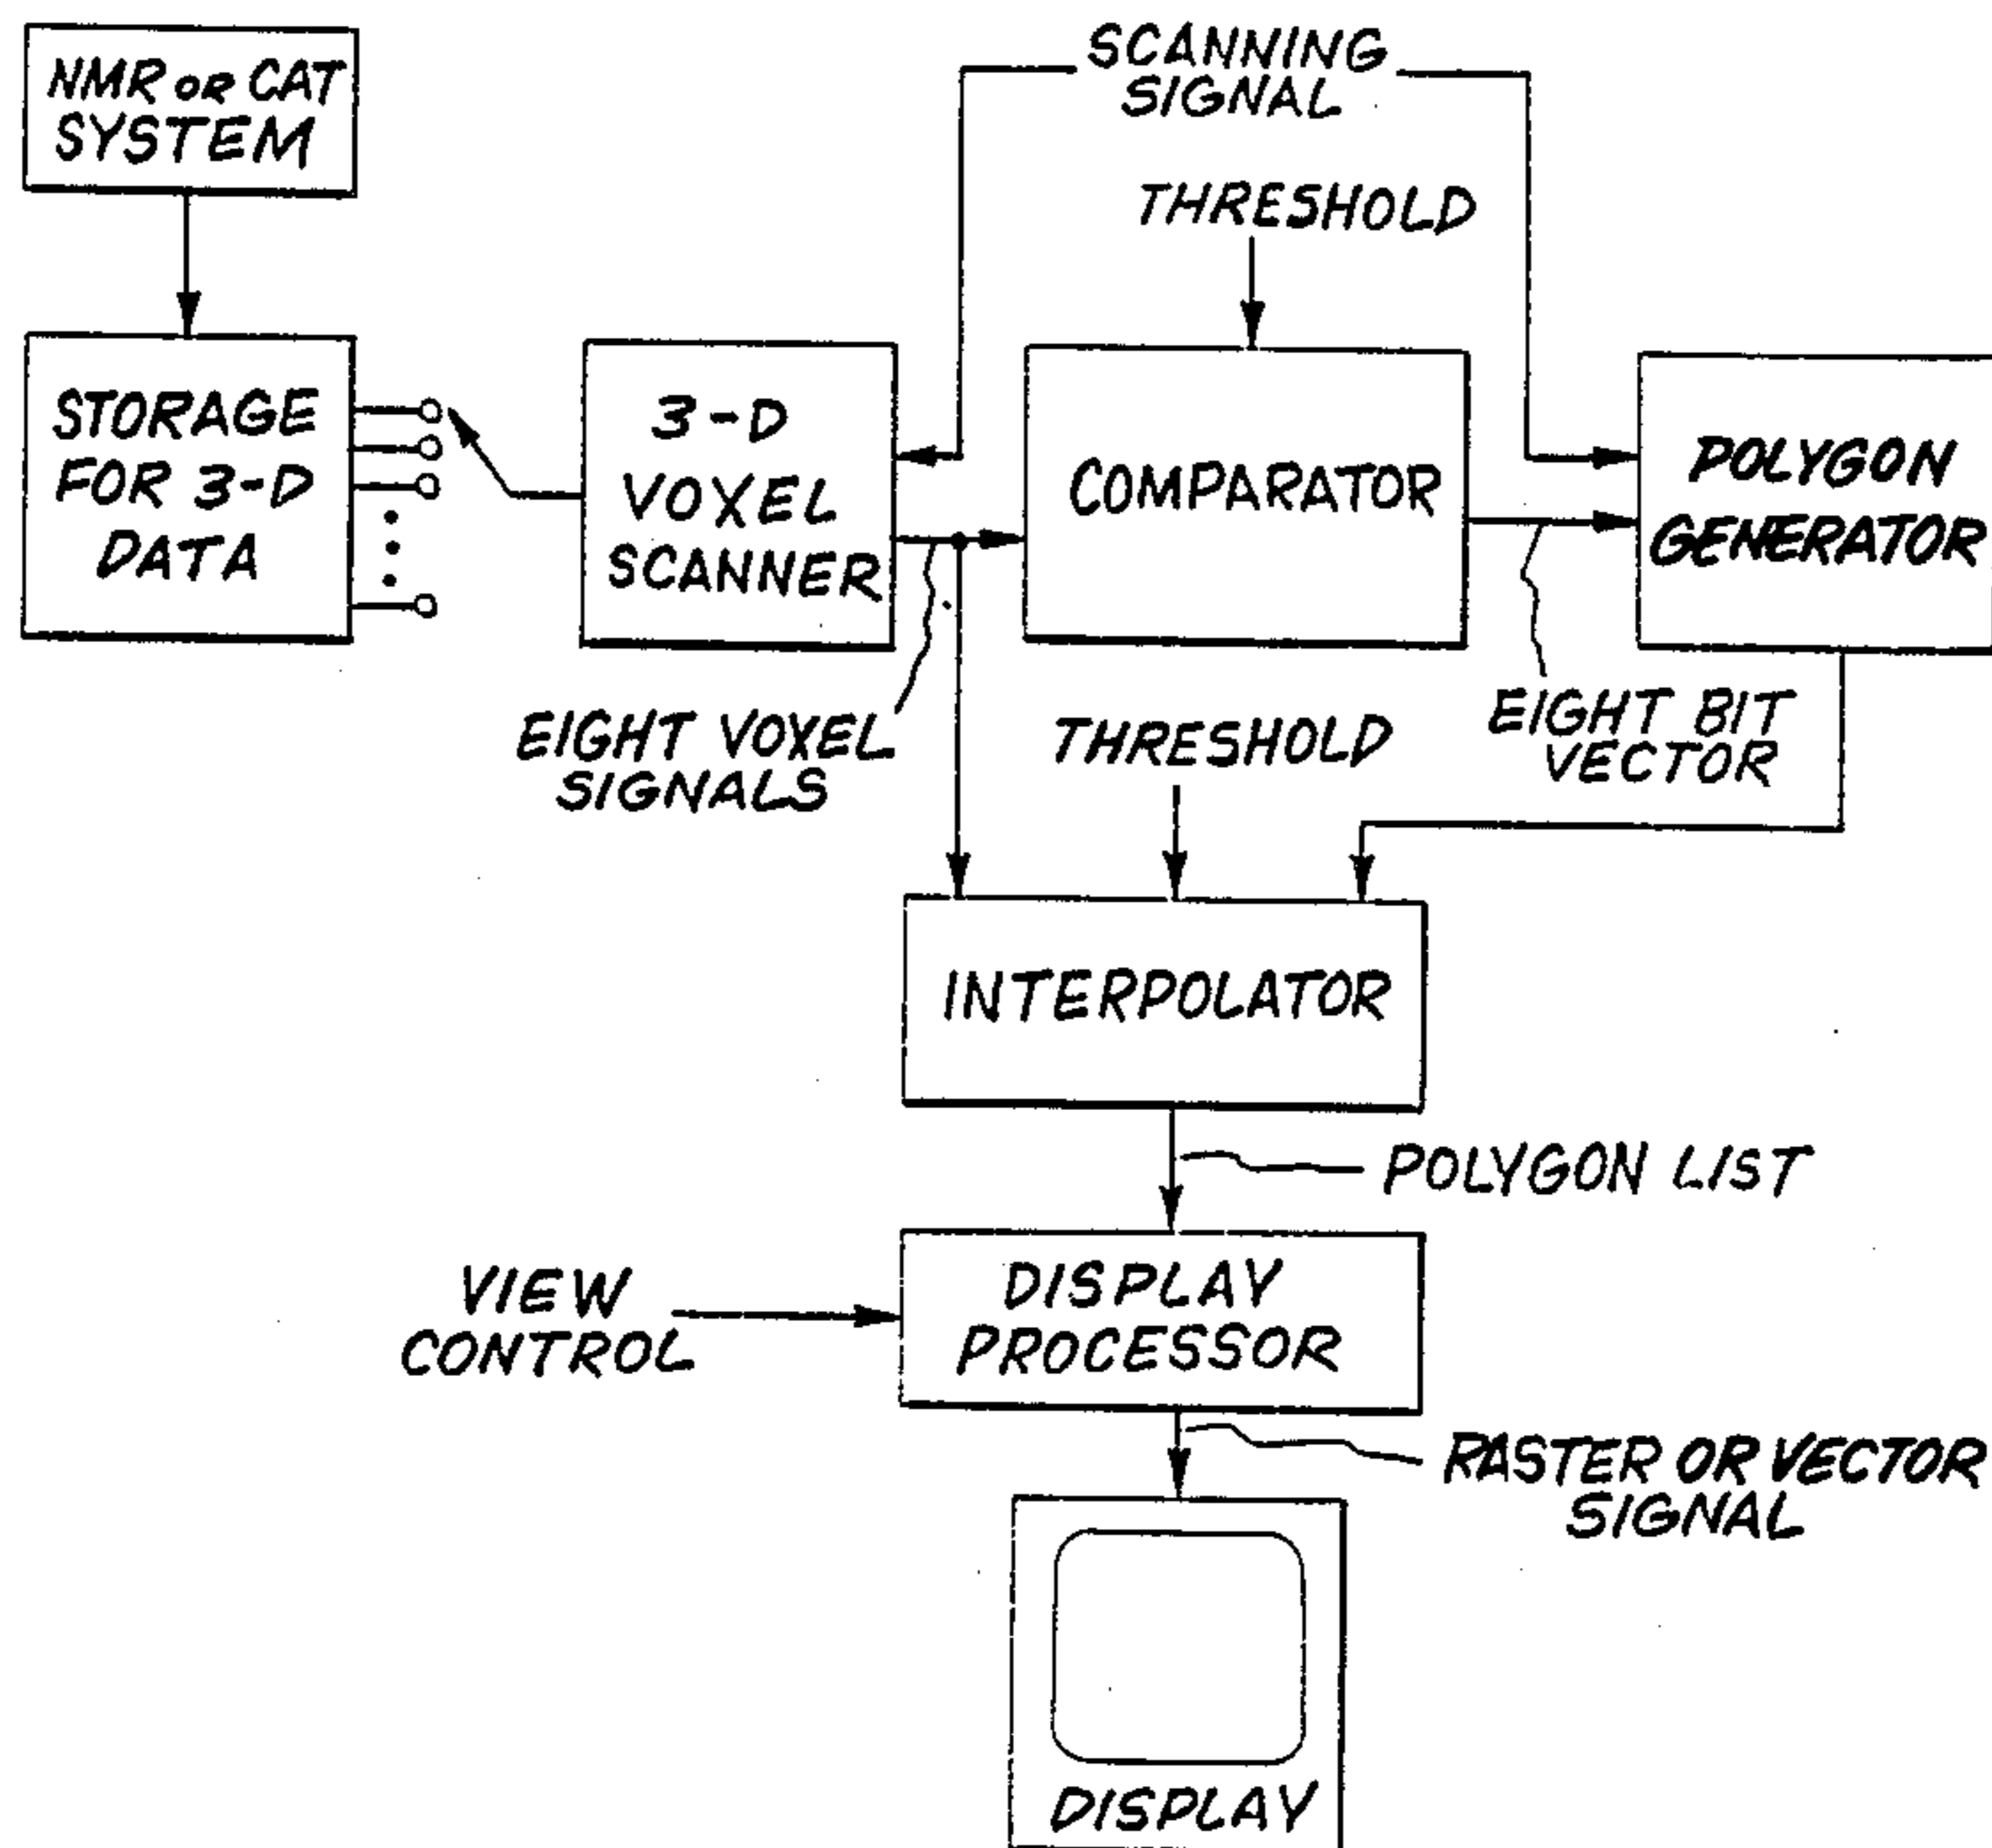 NMR OR CAT
SYSTEM
SCANNING
SIGNAL
THRESHOLD
STORAGE
FOR 3-D
DATA
3-D
VOXEL
SCANNER
COMPARATOR
POLYGON
GENERATOR
EIGHT VOXEL
SIGNALS
THRESHOLD
EIGHT BIT
VECTOR
INTERPOLATOR
POLYGON LIST
VIEW
CONTROL
DISPLAY
PROCESSOR
RASTER OR VECTOR
SIGNAL
DISPLAY